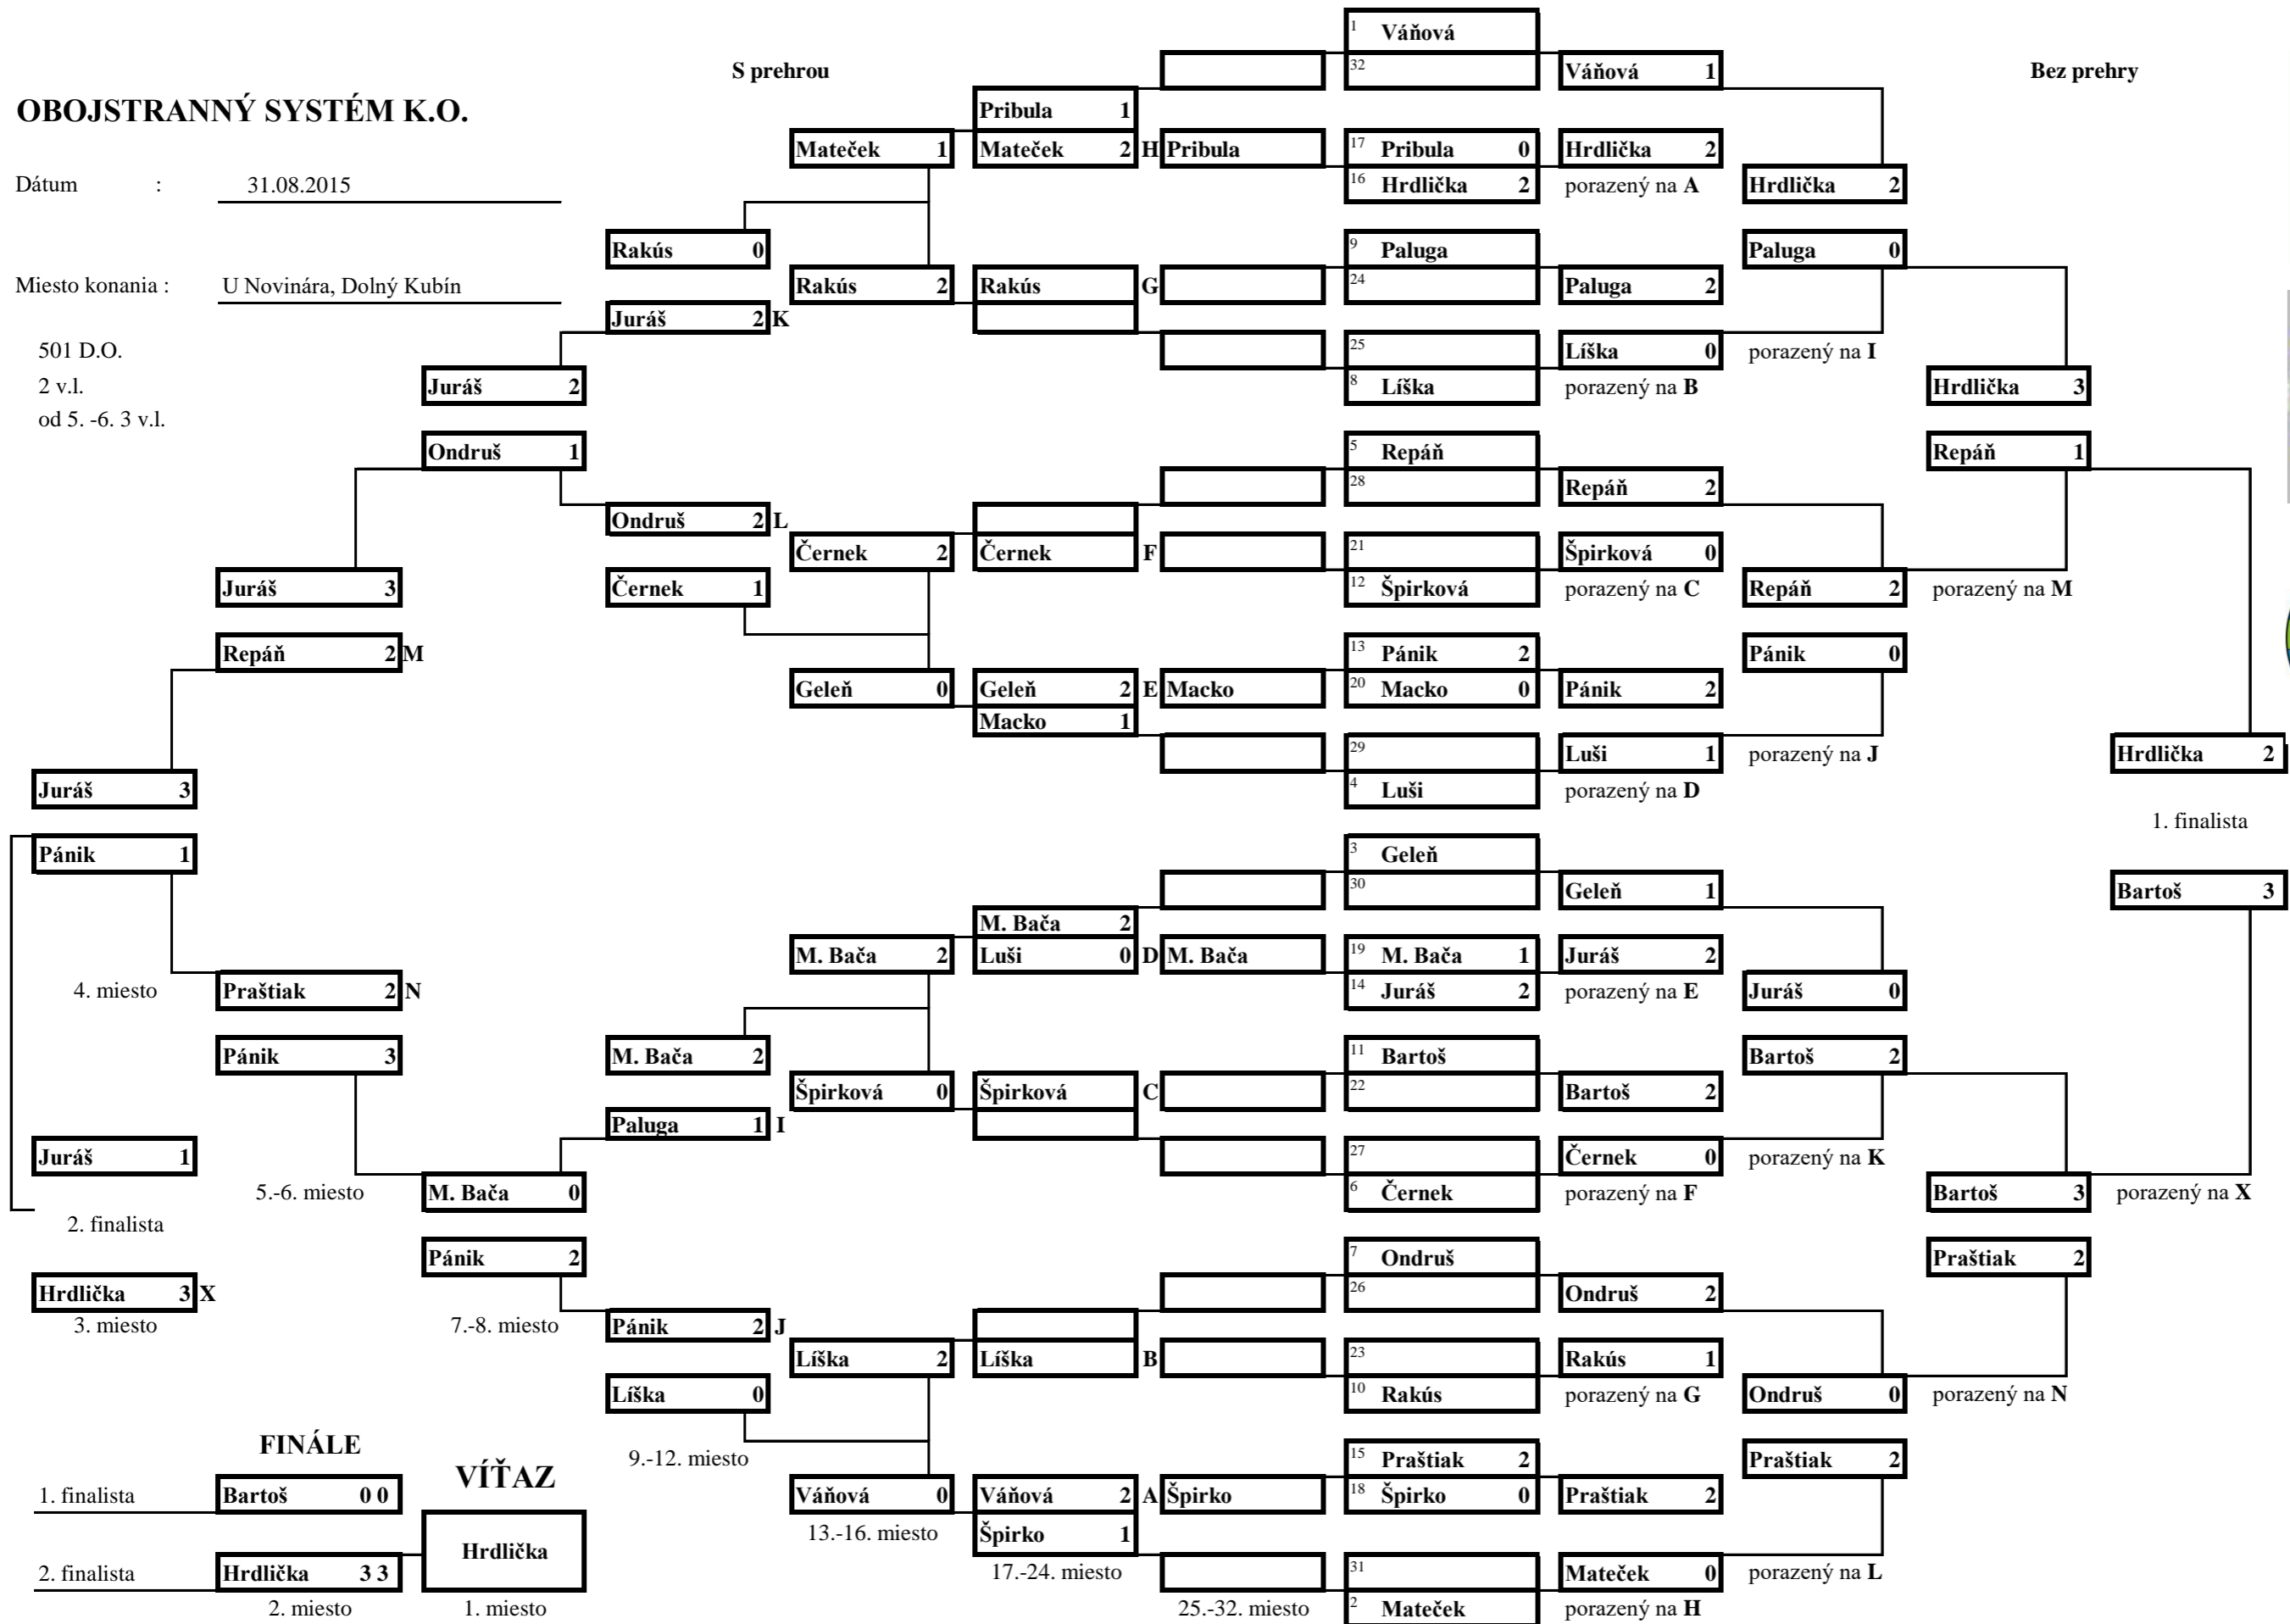 S prehrou
Bez prehry
OBOJSTRANNÝ SYSTÉM K.O.
Dátum : 31.08.2015
Miesto konania : U Novinára, Dolný Kubín
501 D.O.
2 v.l.
od 5. -6. 3 v.l.
Juráš 3
Pánik 1
4. miesto
Juráš 1
2. finalista
Hrdlička 3 X
3. miesto
Juráš 3
Repáň 2 M
Praštiak 2 N
Pánik 3
5.-6. miesto
Juráš 2
Ondruš 1
M. Bača 0
Pánik 2
7.-8. miesto
Rakús 0
Juráš 2 K
Ondruš 2 L
Černek 1
M. Bača 2
Paluga 1 I
Pánik 2 J
Líška 0
9.-12. miesto
Mateček 1
Rakús 2
Černek 2
Geleň 0
M. Bača 2
Špirková 0
Líška 2
Váňová 0
13.-16. miesto
Pribula 1
Mateček 2 H
Rakús G
Černek F
Geleň 2 E
Macko 1
M. Bača 2
Luši 0 D
Špirková C
Líška B
Váňová 2 A
Špirko 1
17.-24. miesto
Pribula
Macko
M. Bača
Špirko
25.-32. miesto
1 Váňová
32
17 Pribula 0
16 Hrdlička 2
9 Paluga
24
25
8 Líška
5 Repáň
28
21
12 Špirková
13 Pánik 2
20 Macko 0
29
4 Luši
3 Geleň
30
19 M. Bača 1
14 Juráš 2
11 Bartoš
22
27
6 Černek
7 Ondruš
26
23
10 Rakús
15 Praštiak 2
18 Špirko 0
31
2 Mateček
Váňová 1
Hrdlička 2
porazený na A
Paluga 2
Líška 0
porazený na B
Repáň 2
Špirková 0
porazený na C
Pánik 2
Luši 1
porazený na D
Geleň 1
Juráš 2
porazený na E
Bartoš 2
Černek 0
porazený na F
Ondruš 2
Rakús 1
porazený na G
Praštiak 2
Mateček 0
porazený na H
Hrdlička 2
Paluga 0
porazený na I
Repáň 2
Pánik 0
porazený na J
Juráš 0
Bartoš 2
porazený na K
Ondruš 0
Praštiak 2
porazený na L
Hrdlička 3
Repáň 1
porazený na M
Bartoš 3
Praštiak 2
porazený na N
Hrdlička 2
1. finalista
Bartoš 3
porazený na X
FINÁLE
VÍŤAZ
1. finalista Bartoš 0 0
Hrdlička
2. finalista Hrdlička 3 3
2. miesto
1. miesto